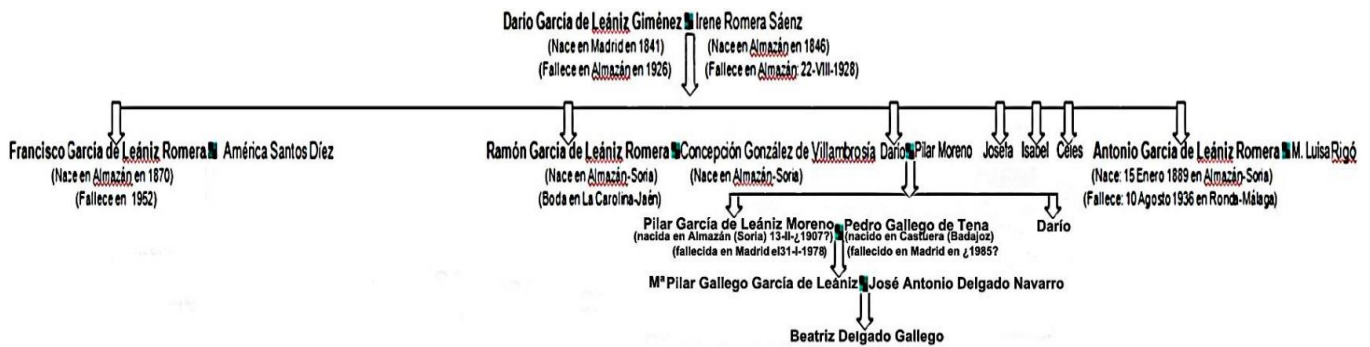 Darío García de Leániz Giménez Irene Romera Sáenz
(Nace en Madrid en 1841) (Nace en Almazán en 1846)
(Fallece en Almazán en 1926) (Fallece en Almazán: 22-VIII-1928)
Francisco García de Leániz Romera América Santos Díez Ramón García de Leániz Romera Concepción González de Villambrosía Darío Pilar Moreno Josefa Isabel Celes Antonio García de Leániz Romera M. Luisa Rigó
(Nace en Almazán en 1870) (Nace en Almazán-Soria) (Nace en Almazán-Soria) (Nace: 15 Enero 1889 en Almazán-Soria)
(Fallece en 1952) (Boda en La Carolina-Jaén) (Fallece: 10 Agosto 1936 en Ronda-Málaga)
Pilar García de Leániz Moreno Pedro Gallego de Tena Darío
(nacida en Almazán (Soria) 13-II-¿1907?) (nacido en Castuera (Badajoz)
(fallecida en Madrid el31-I-1978) (fallecido en Madrid en ¿1985?
Mª Pilar Gallego García de Leániz José Antonio Delgado Navarro
Beatriz Delgado Gallego